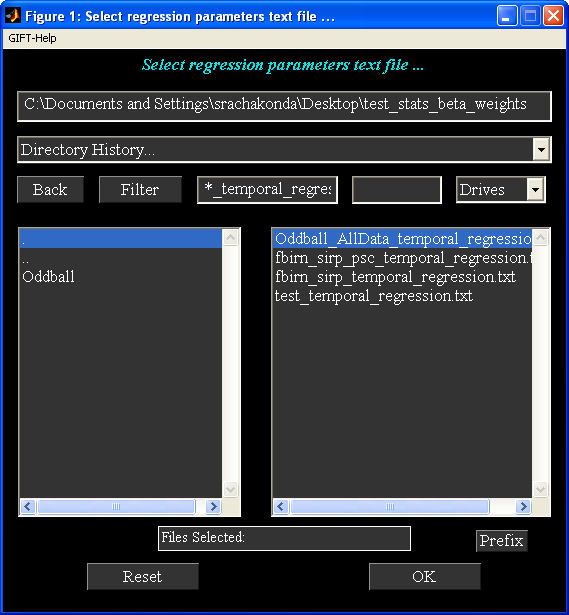 Figure 1: Select regression parameters text file ...
GIFT-Help
Select regression parameters text file ...
C:\Documents and Settings\srachakonda\Desktop\test_stats_beta_weights
Directory History...
Back Filter *_temporal_regres Drives
.
..
Oddball
Oddball_AllData_temporal_regressio
fbirn_sirp_psc_temporal_regression.t
fbirn_sirp_temporal_regression.txt
test_temporal_regression.txt
Files Selected:
Prefix
Reset OK